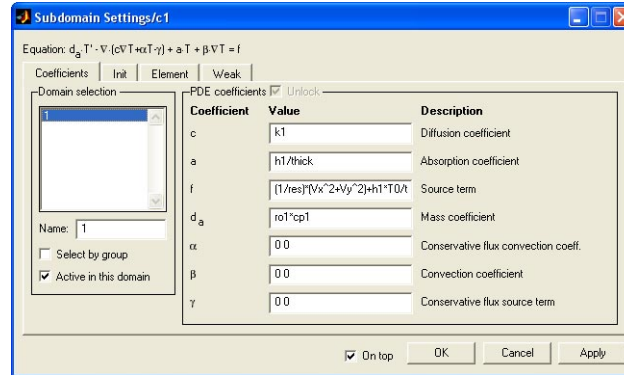 Subdomain Settings/c1
Equation: dₐ·T' - ∇·(c∇T+αT-γ) + a·T + β·∇T = f
Coefficients Init Element Weak
Domain selection
1
Name: 1
Select by group
Active in this domain
PDE coefficients Unlock
Coefficient Value Description
c k1 Diffusion coefficient
a h1/thick Absorption coefficient
f (1/res)*(Vx^2+Vy^2)+h1*T0/t Source term
dₐ ro1*cp1 Mass coefficient
α 0 0 Conservative flux convection coeff.
β 0 0 Convection coefficient
γ 0 0 Conservative flux source term
On top OK Cancel Apply